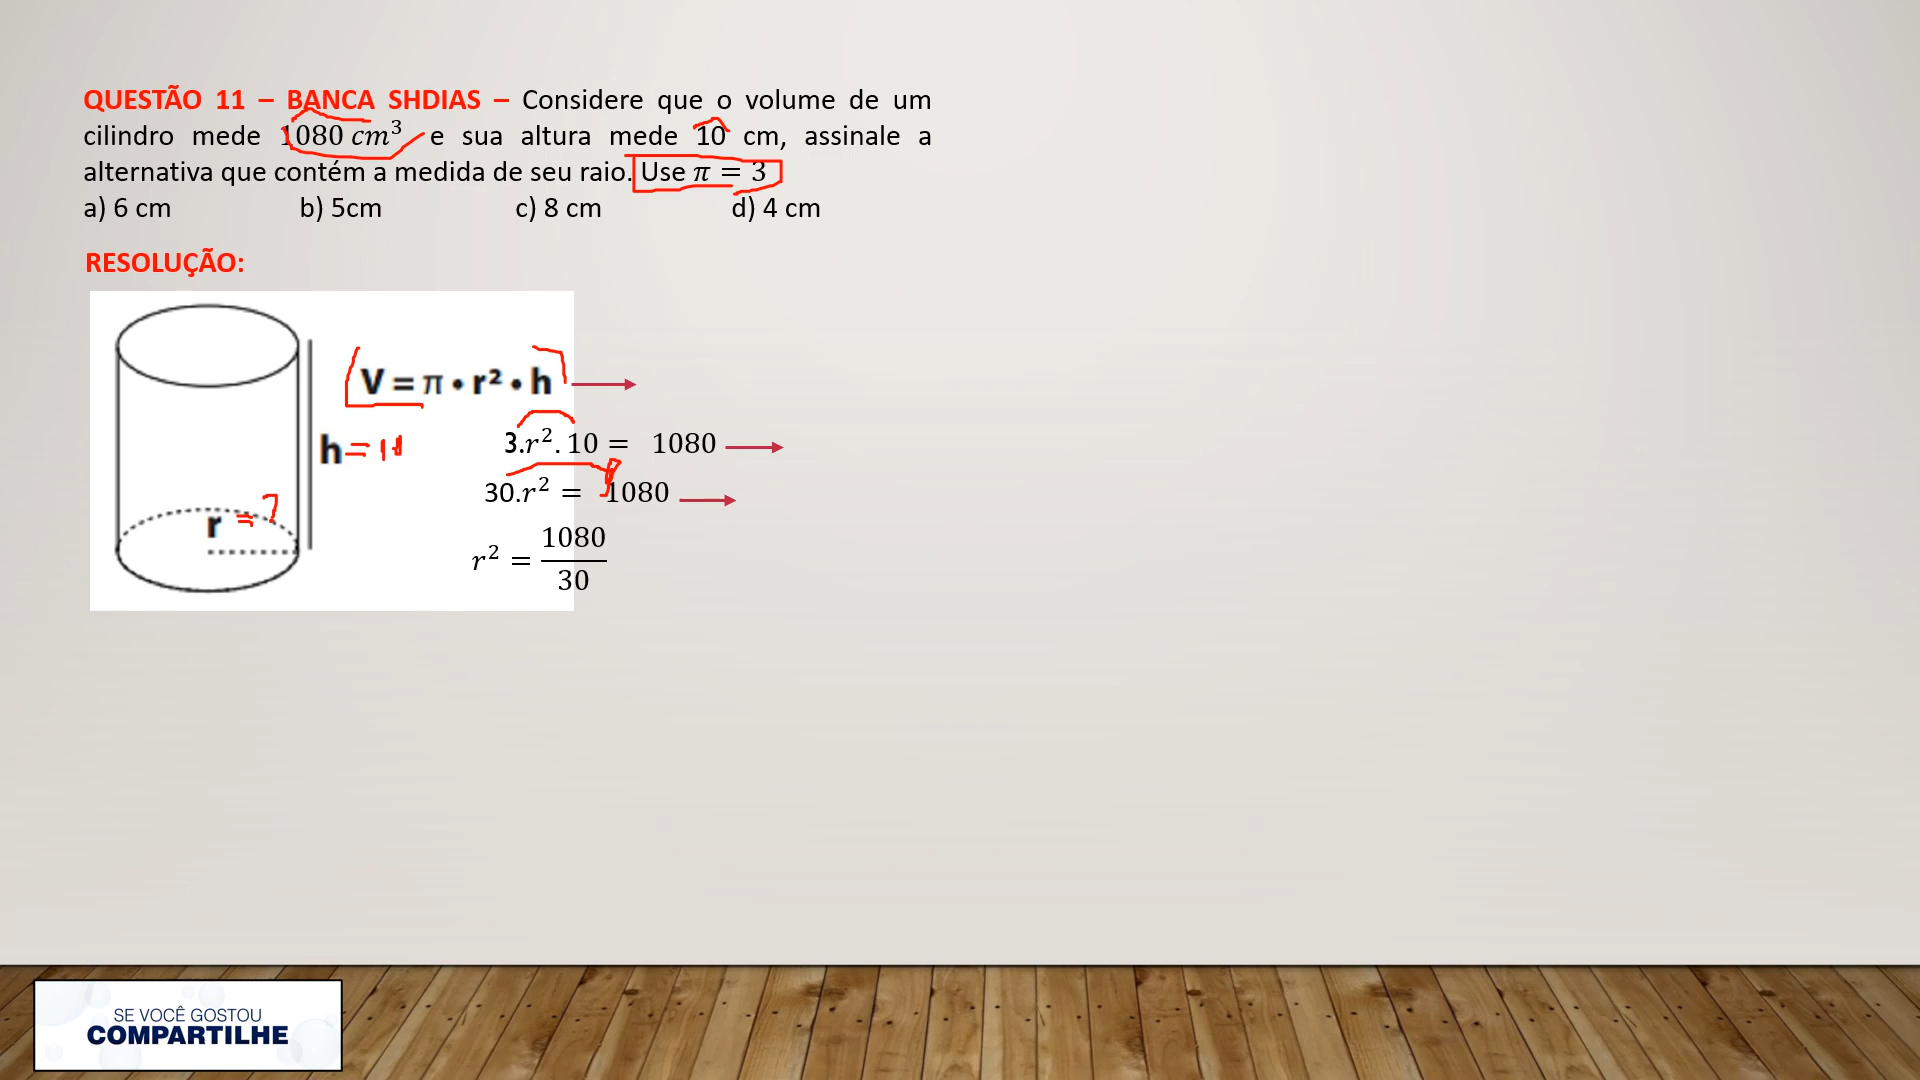 QUESTÃO 11 – BANCA SHDIAS – Considere que o volume de um
cilindro mede 1080 cm³ e sua altura mede 10 cm, assinale a
alternativa que contém a medida de seu raio. Use π = 3
a) 6 cm b) 5cm c) 8 cm d) 4 cm
RESOLUÇÃO:
V = π • r² • h
3.r². 10 = 1080
h
30.r² = 1080
r = ?
r² = 1080/30
SE VOCÊ GOSTOU
COMPARTILHE